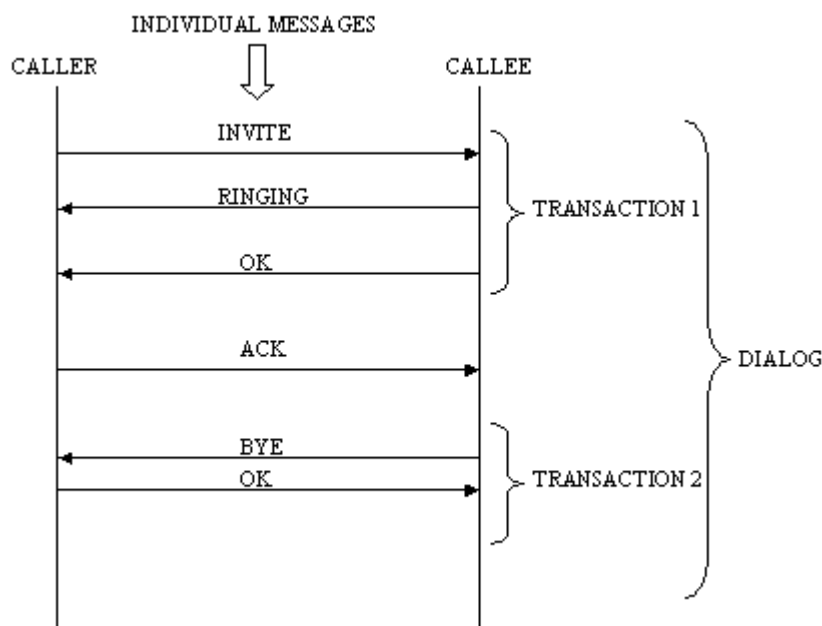 INDIVIDUAL MESSAGES
CALLER
CALLEE
INVITE
RINGING
TRANSACTION 1
OK
ACK
DIALOG
BYE
OK
TRANSACTION 2